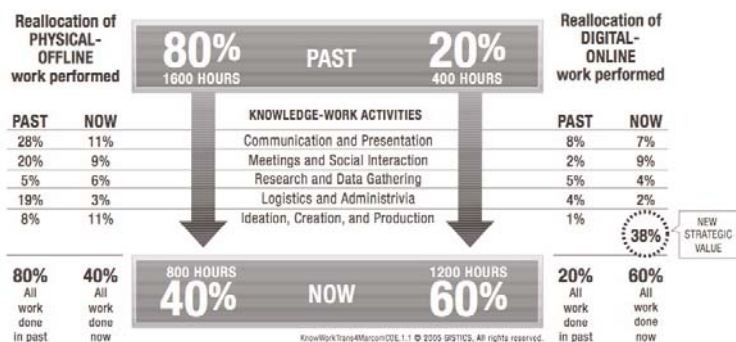 Reallocation of
PHYSICAL-
OFFLINE
work performed
80%
1600 HOURS
PAST
20%
400 HOURS
Reallocation of
DIGITAL-
ONLINE
work performed
KNOWLEDGE-WORK ACTIVITIES
PAST NOW PAST NOW
28% 11% Communication and Presentation 8% 7%
20% 9% Meetings and Social Interaction 2% 9%
5% 6% Research and Data Gathering 5% 4%
19% 3% Logistics and Administrivia 4% 2%
8% 11% Ideation, Creation, and Production 1% 38%
NEW
STRATEGIC
VALUE
80%
All
work
done
in past
40%
All
work
done
now
800 HOURS
40%
NOW
1200 HOURS
60%
20%
All
work
done
in past
60%
All
work
done
now
KnowWorkTrans4MarcomCDE.1.1 © 2005 GISTICS, All rights reserved.